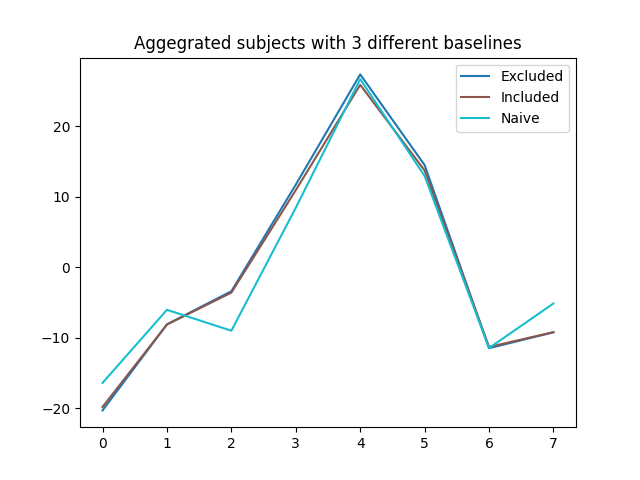 Aggegrated subjects with 3 different baselines
Excluded
Included
Naive
20
10
0
−10
−20
0 1 2 3 4 5 6 7